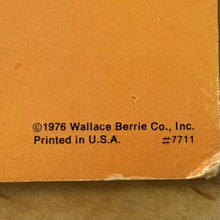 ©1976 Wallace Berrie Co., Inc.
Printed in U.S.A. #7711